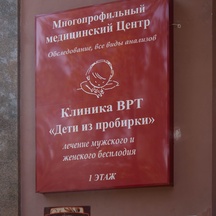 Многопрофильный
медицинский Центр
Обследование, все виды анализов
Клиника ВРТ
«Дети из пробирки»
лечение мужского и
женского бесплодия
1 ЭТАЖ